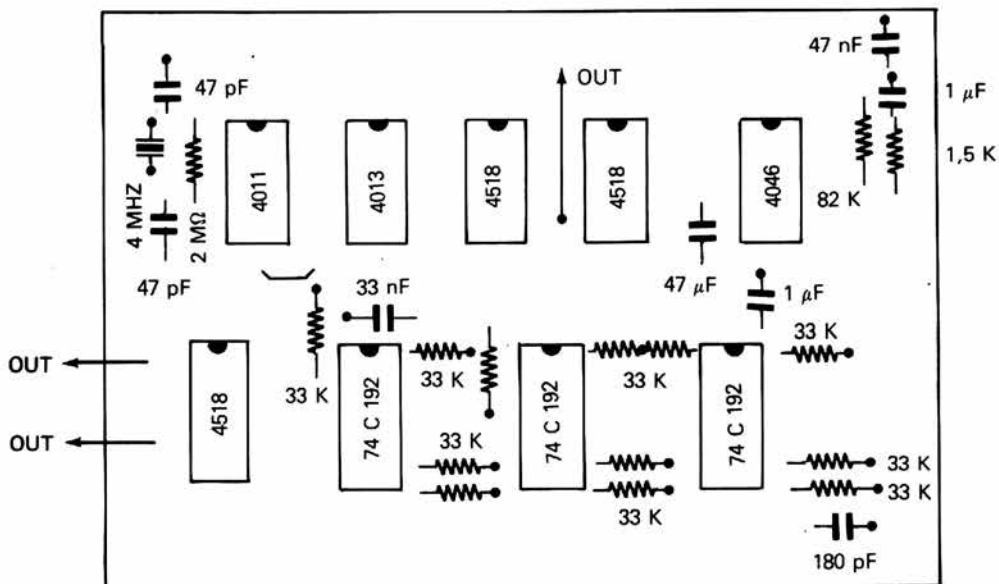 47 nF
47 pF
OUT
1 µF
1,5 K
4011
4013
4518
4518
4046
82 K
4 MHZ
2 MΩ
47 pF
33 nF
47 µF
1 µF
33 K
OUT
33 K
33 K
33 K
4518
74 C 192
74 C 192
74 C 192
OUT
33 K
33 K
33 K
33 K
180 pF